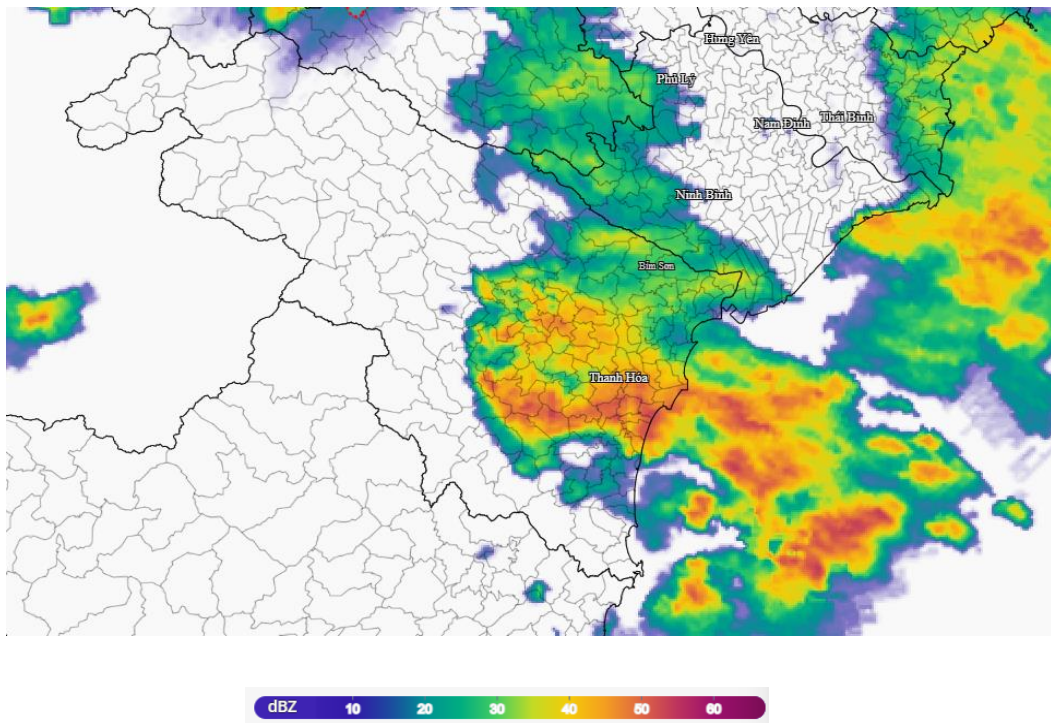 Hưng Yên
Phủ Lý
Nam Định
Thái Bình
Ninh Bình
Bỉm Sơn
Thanh Hóa
dBZ 10 20 30 40 50 60